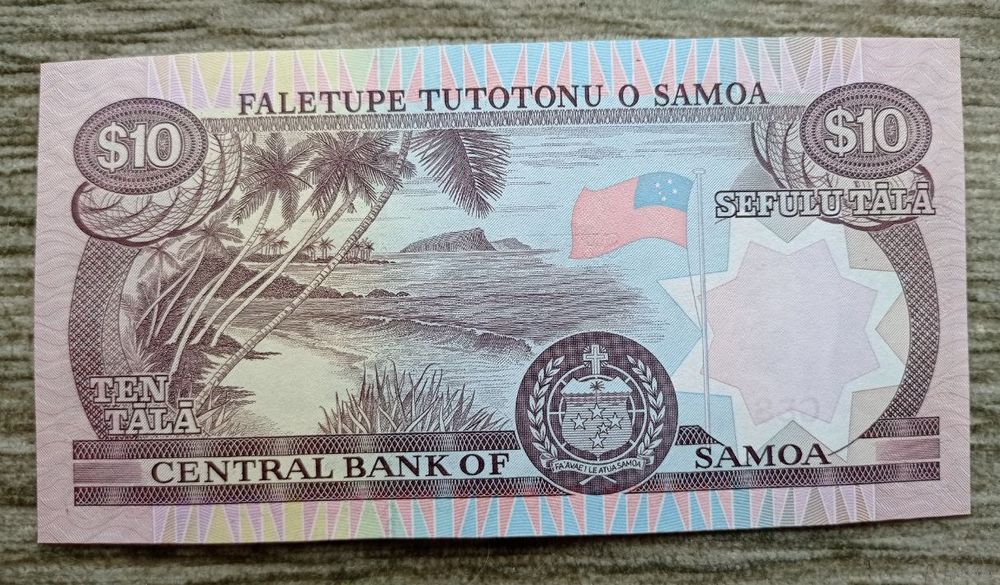 FALETUPE TUTOTONU O SAMOA
$10
$10
SEFULU TĀLĀ
TEN
TĀLĀ
FA'AVAE I LE ATUA SAMOA
CENTRAL BANK OF SAMOA